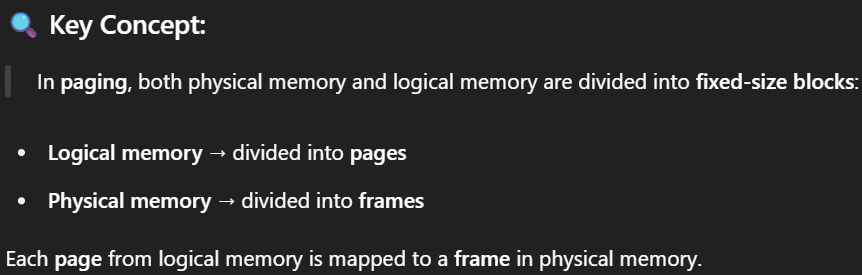 🔍 Key Concept:
In paging, both physical memory and logical memory are divided into fixed-size blocks:
• Logical memory → divided into pages
• Physical memory → divided into frames
Each page from logical memory is mapped to a frame in physical memory.